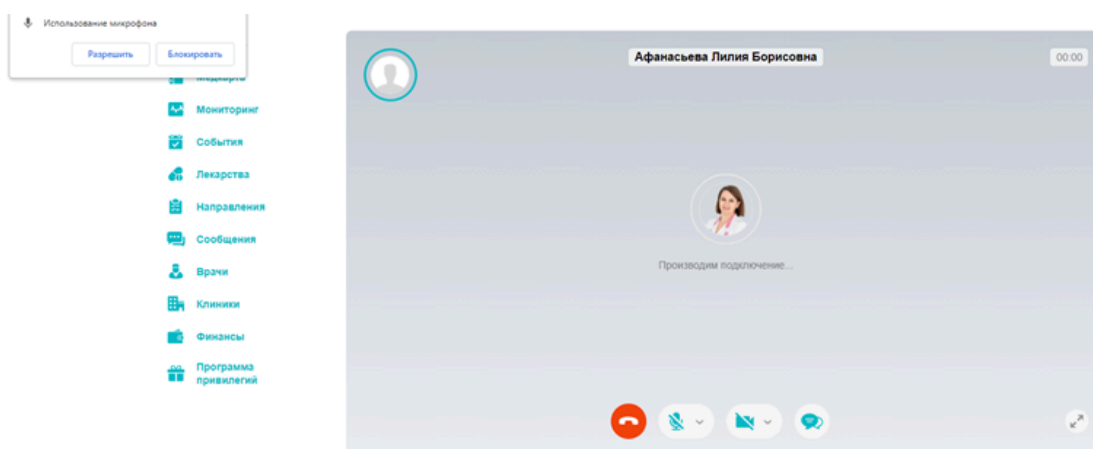 Использование микрофона
Разрешить
Блокировать
Медкарта
Мониторинг
События
Лекарства
Направления
Сообщения
Врачи
Клиники
Финансы
Программа
привилегий
Афанасьева Лилия Борисовна
00:00
Производим подключение...